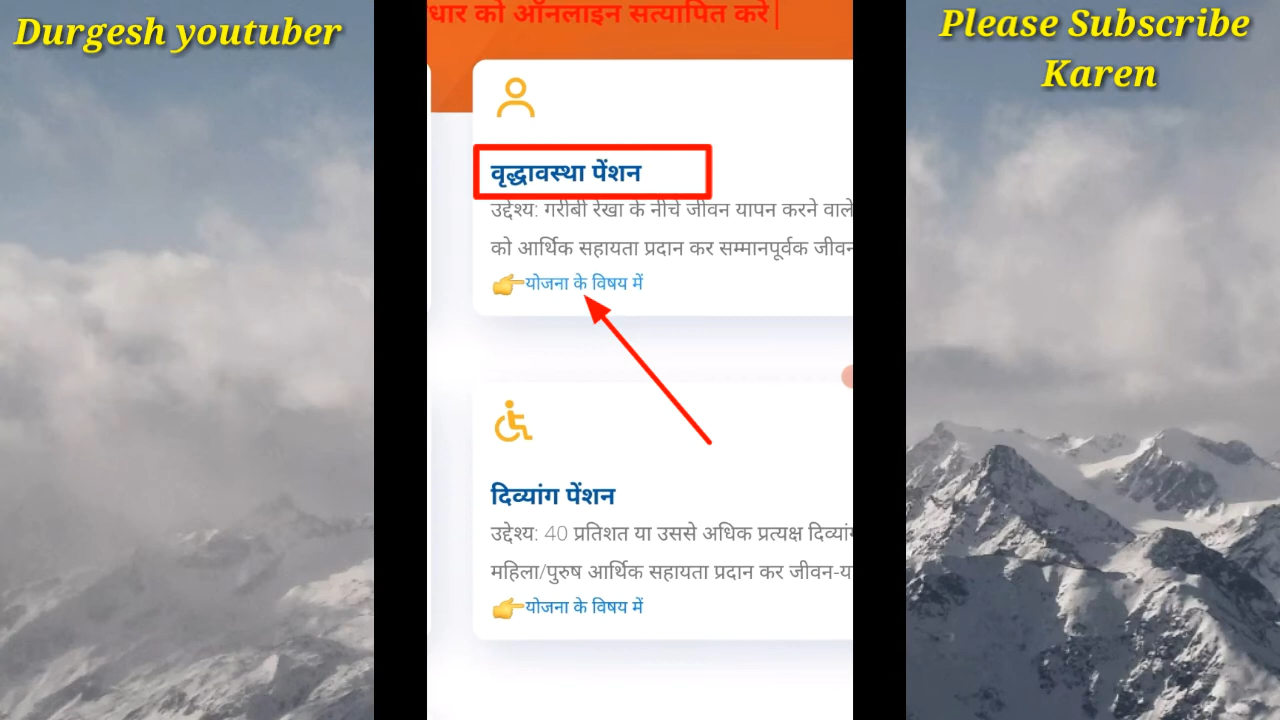 Durgesh youtuber
Please Subscribe
Karen
धार को ऑनलाइन सत्यापित करे
वृद्धावस्था पेंशन
उद्देश्य: गरीबी रेखा के नीचे जीवन यापन करने वाले
को आर्थिक सहायता प्रदान कर सम्मानपूर्वक जीवन
योजना के विषय में
दिव्यांग पेंशन
उद्देश्य: 40 प्रतिशत या उससे अधिक प्रत्यक्ष दिव्यां
महिला/पुरुष आर्थिक सहायता प्रदान कर जीवन-य
योजना के विषय में